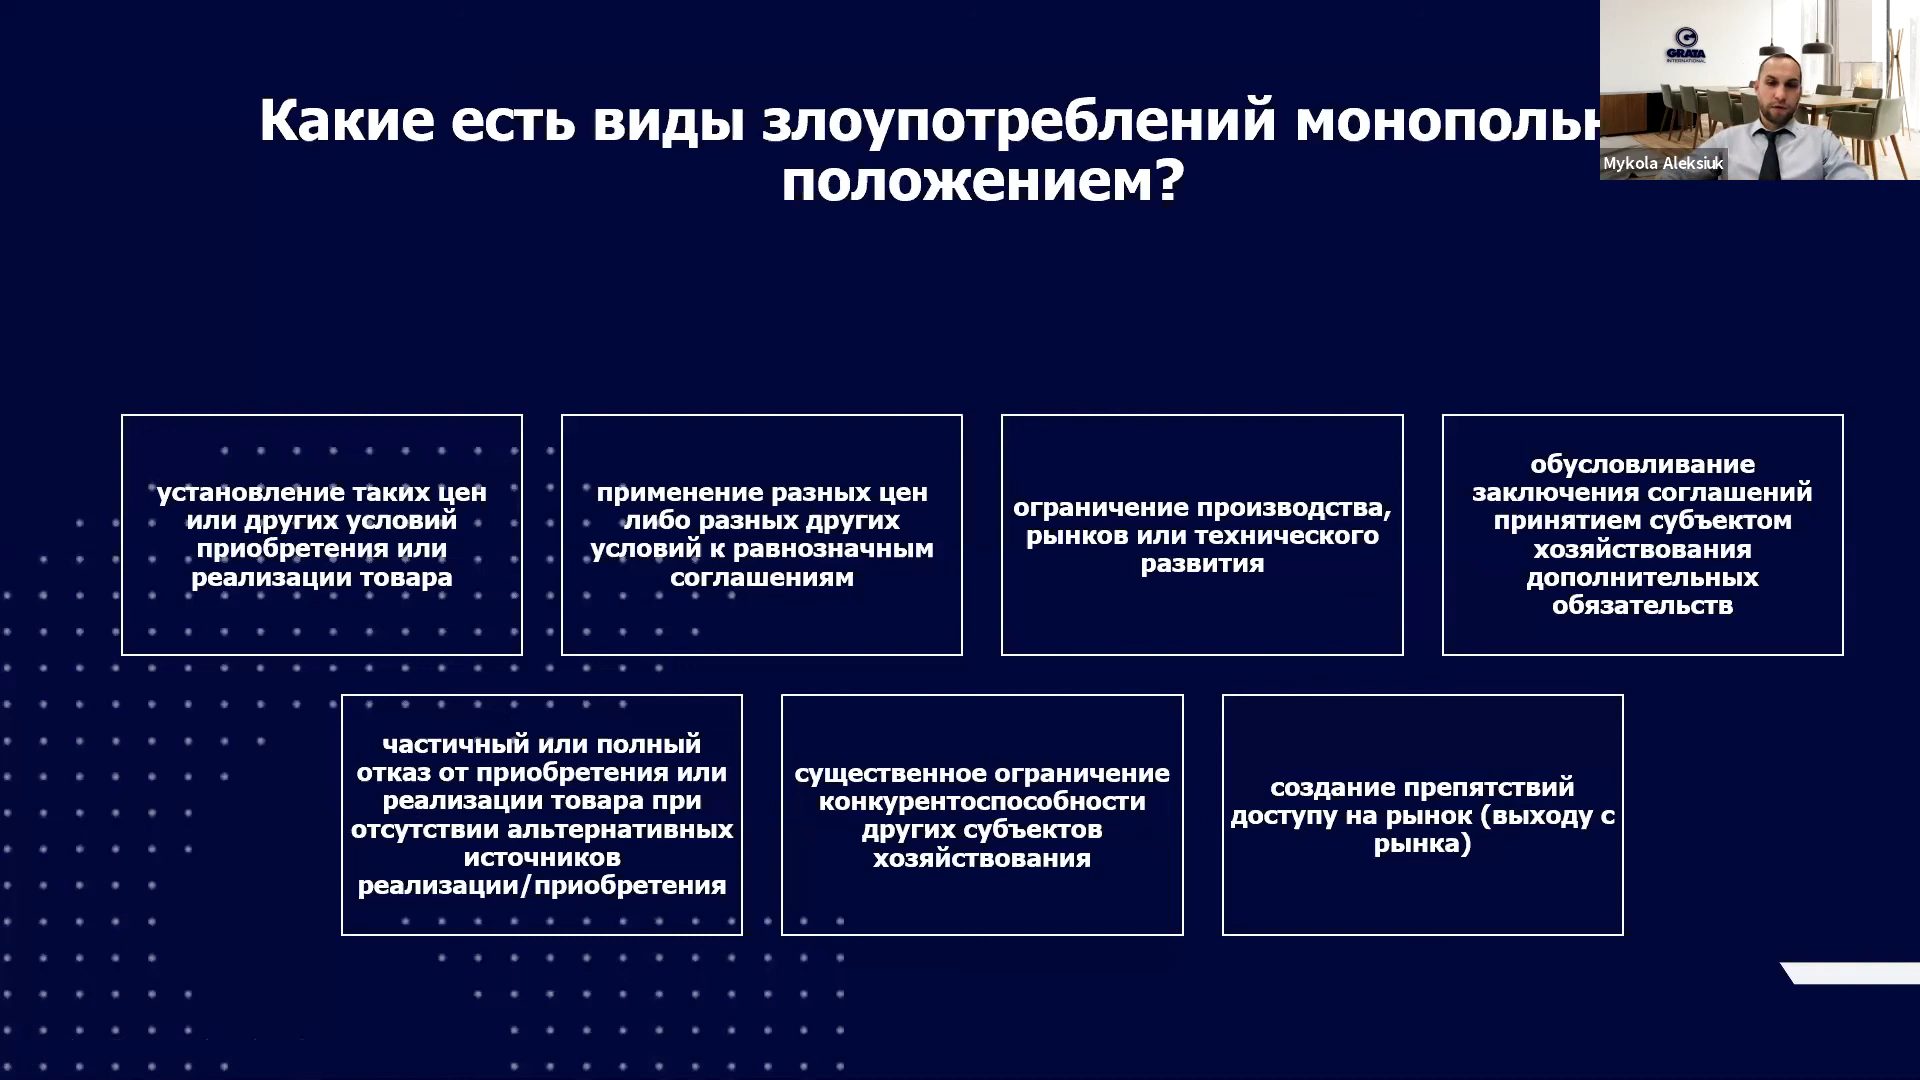 Какие есть виды злоупотреблений
положением?
GRATA
INTERNATIONAL
Mykola Aleksiuk
установление таких цен
или других условий
приобретения или
реализации товара
применение разных цен
либо разных других
условий к равнозначным
соглашениям
ограничение производства,
рынков или технического
развития
обусловливание
заключения соглашений
принятием субъектом
хозяйствования
дополнительных
обязательств
частичный или полный
отказ от приобретения или
реализации товара при
отсутствии альтернативных
источников
реализации/приобретения
существенное ограничение
конкурентоспособности
других субъектов
хозяйствования
создание препятствий
доступу на рынок (выходу с
рынка)